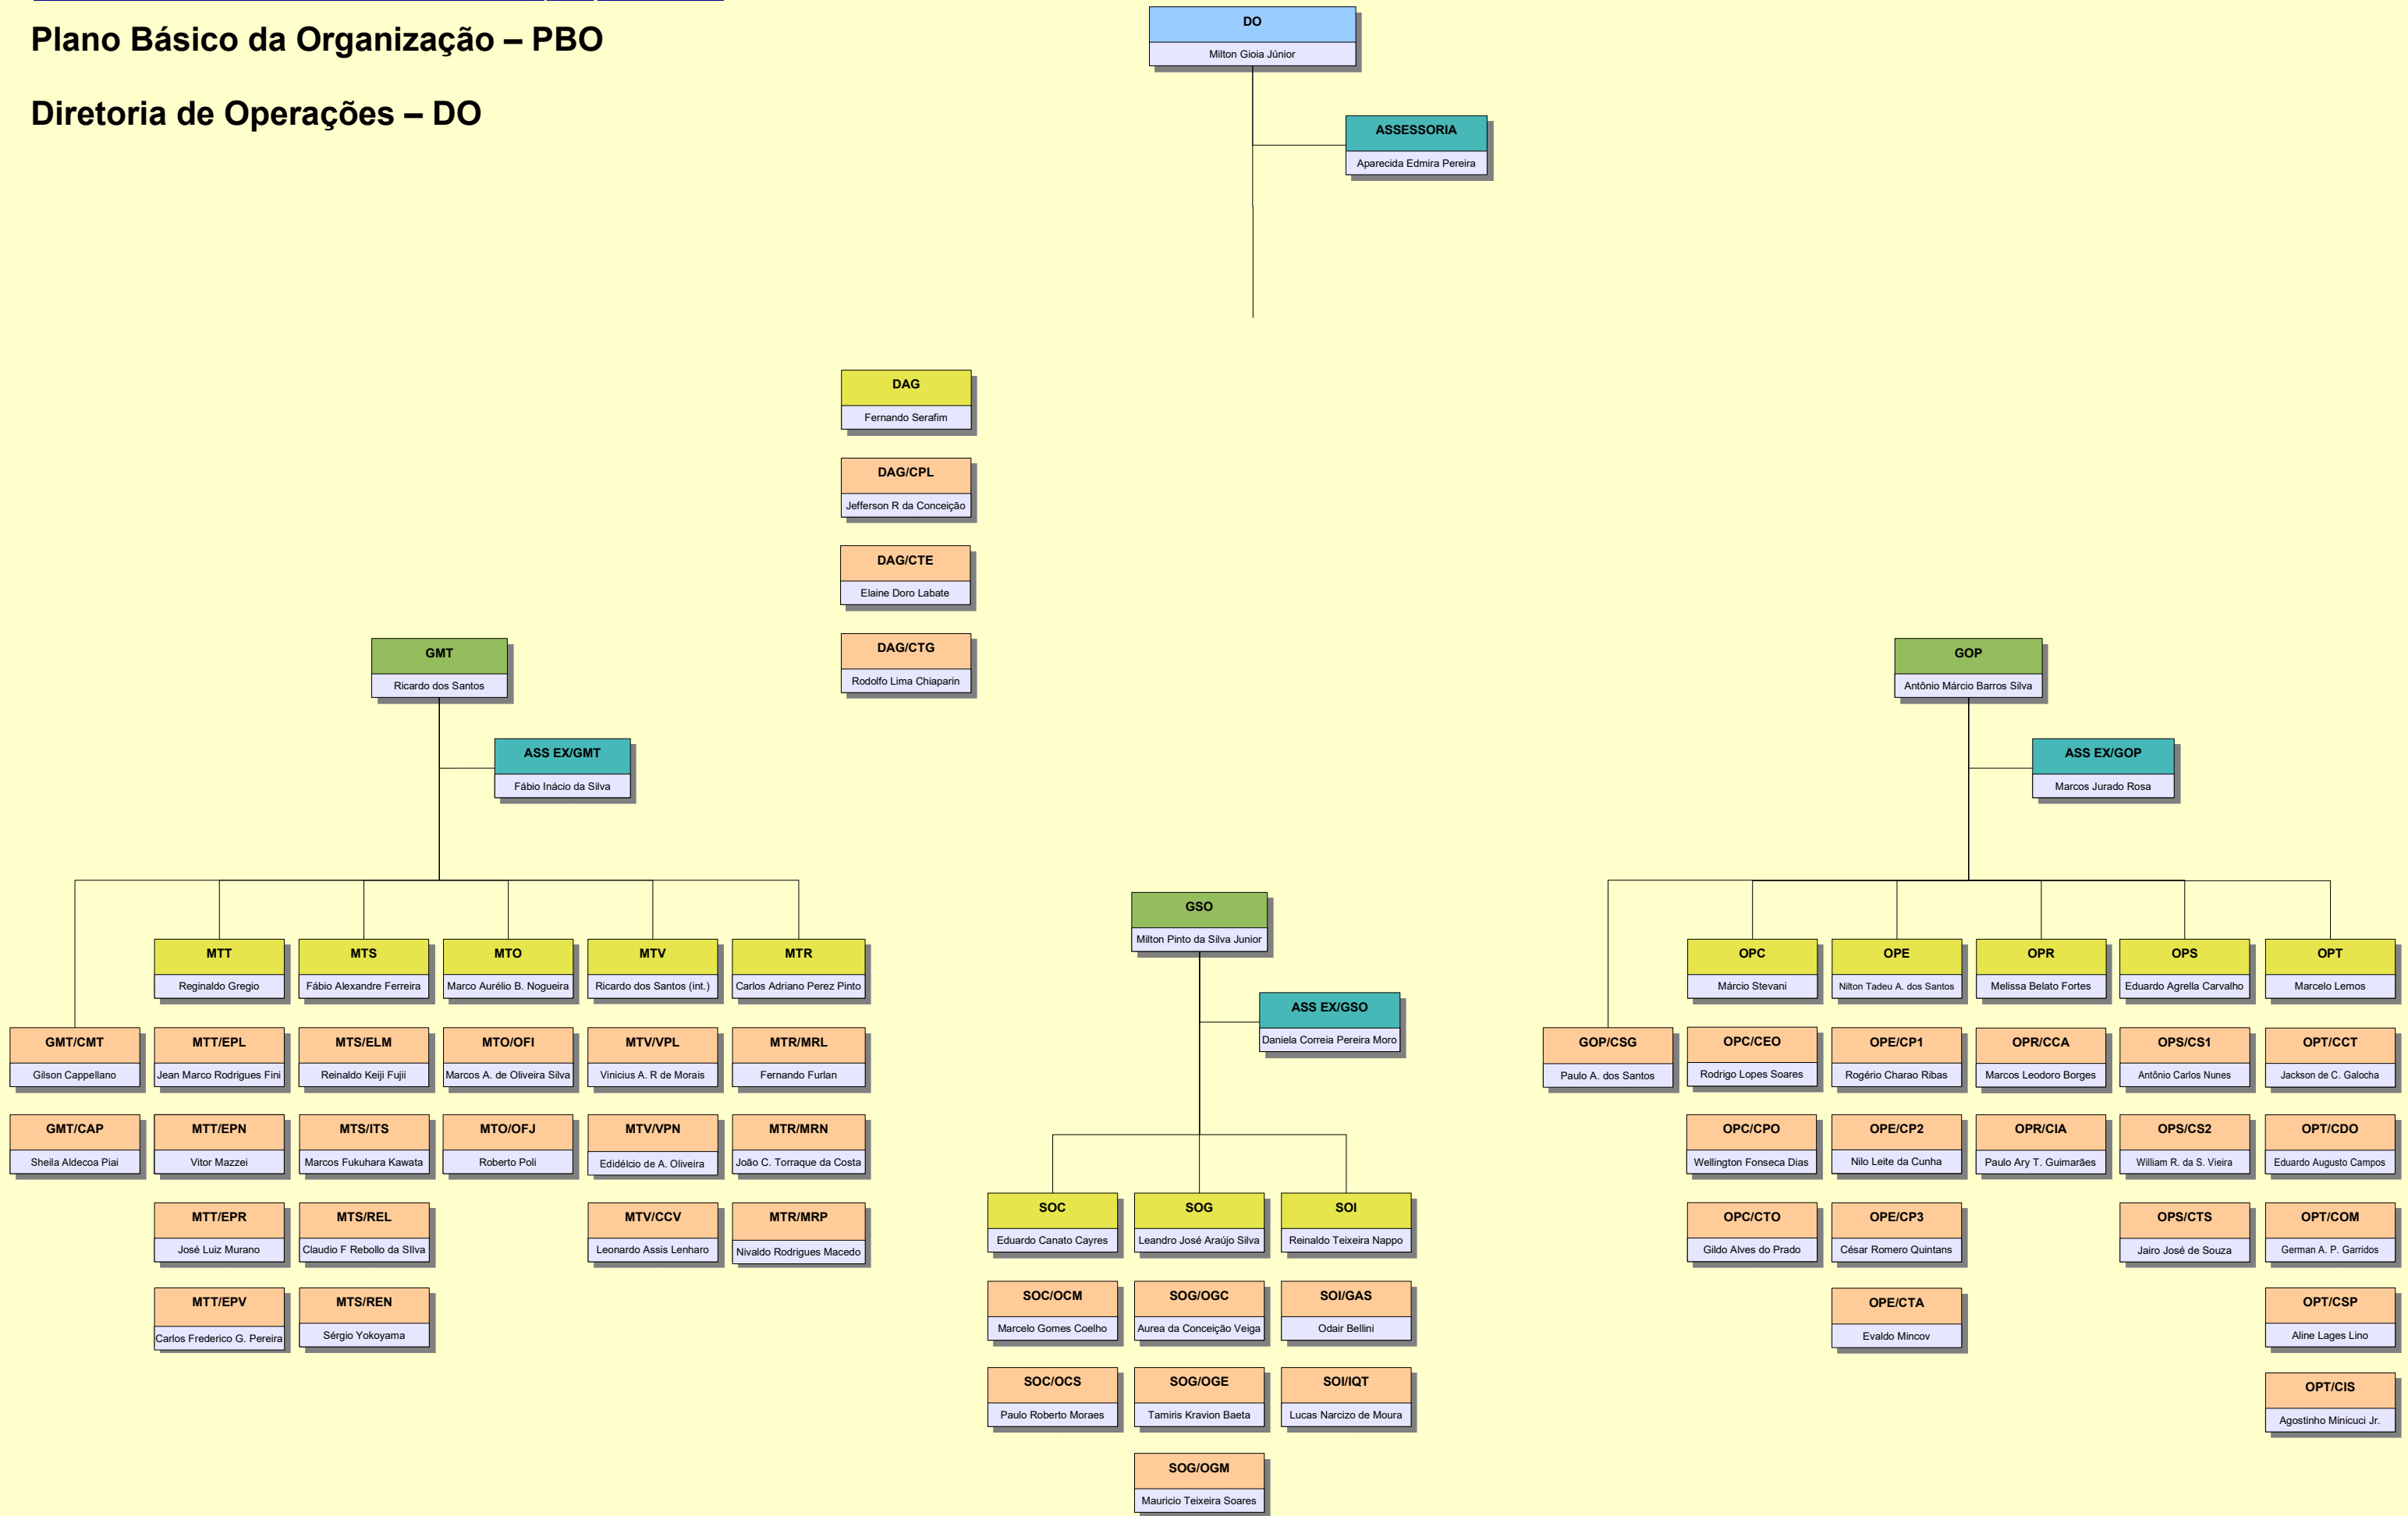 Plano Básico da Organização – PBO
Diretoria de Operações – DO
DO
Milton Gioia Júnior
ASSESSORIA
Aparecida Edmira Pereira
DAG
Fernando Serafim
DAG/CPL
Jefferson R da Conceição
DAG/CTE
Elaine Doro Labate
DAG/CTG
Rodolfo Lima Chiaparin
GMT
Ricardo dos Santos
ASS EX/GMT
Fábio Inácio da Silva
GMT/CMT
Gilson Cappellano
GMT/CAP
Sheila Aldecoa Piai
MTT
Reginaldo Gregio
MTT/EPL
Jean Marco Rodrigues Fini
MTT/EPN
Vitor Mazzei
MTT/EPR
José Luiz Murano
MTT/EPV
Carlos Frederico G. Pereira
MTS
Fábio Alexandre Ferreira
MTS/ELM
Reinaldo Keiji Fujii
MTS/ITS
Marcos Fukuhara Kawata
MTS/REL
Claudio F Rebollo da SIlva
MTS/REN
Sérgio Yokoyama
MTO
Marco Aurélio B. Nogueira
MTO/OFI
Marcos A. de Oliveira Silva
MTO/OFJ
Roberto Poli
MTV
Ricardo dos Santos (int.)
MTV/VPL
Vinicius A. R de Morais
MTV/VPN
Edidélcio de A. Oliveira
MTV/CCV
Leonardo Assis Lenharo
MTR
Carlos Adriano Perez Pinto
MTR/MRL
Fernando Furlan
MTR/MRN
João C. Torraque da Costa
MTR/MRP
Nivaldo Rodrigues Macedo
GSO
Milton Pinto da Silva Junior
ASS EX/GSO
Daniela Correia Pereira Moro
SOC
Eduardo Canato Cayres
SOC/OCM
Marcelo Gomes Coelho
SOC/OCS
Paulo Roberto Moraes
SOG
Leandro José Araújo Silva
SOG/OGC
Aurea da Conceição Veiga
SOG/OGE
Tamiris Kravion Baeta
SOG/OGM
Mauricio Teixeira Soares
SOI
Reinaldo Teixeira Nappo
SOI/GAS
Odair Bellini
SOI/IQT
Lucas Narcizo de Moura
GOP
Antônio Márcio Barros Silva
ASS EX/GOP
Marcos Jurado Rosa
GOP/CSG
Paulo A. dos Santos
OPC
Márcio Stevani
OPC/CEO
Rodrigo Lopes Soares
OPC/CPO
Wellington Fonseca Dias
OPC/CTO
Gildo Alves do Prado
OPE
Nilton Tadeu A. dos Santos
OPE/CP1
Rogério Charao Ribas
OPE/CP2
Nilo Leite da Cunha
OPE/CP3
César Romero Quintans
OPE/CTA
Evaldo Mincov
OPR
Melissa Belato Fortes
OPR/CCA
Marcos Leodoro Borges
OPR/CIA
Paulo Ary T. Guimarães
OPS
Eduardo Agrella Carvalho
OPS/CS1
Antônio Carlos Nunes
OPS/CS2
William R. da S. Vieira
OPS/CTS
Jairo José de Souza
OPT
Marcelo Lemos
OPT/CCT
Jackson de C. Galocha
OPT/CDO
Eduardo Augusto Campos
OPT/COM
German A. P. Garridos
OPT/CSP
Aline Lages Lino
OPT/CIS
Agostinho Minicuci Jr.